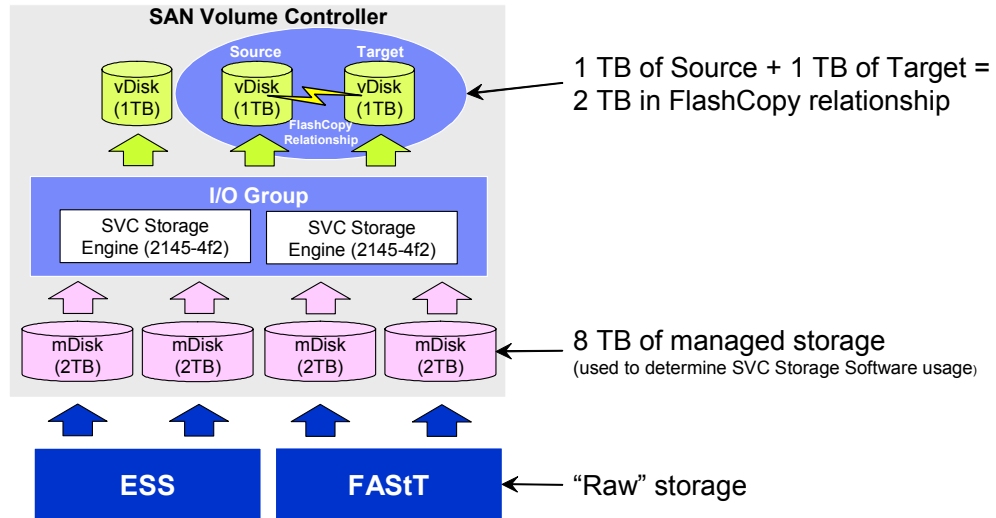 SAN Volume Controller
Source
Target
vDisk
(1TB)
vDisk
(1TB)
vDisk
(1TB)
FlashCopy
Relationship
1 TB of Source + 1 TB of Target =
2 TB in FlashCopy relationship
I/O Group
SVC Storage
Engine (2145-4f2)
SVC Storage
Engine (2145-4f2)
mDisk
(2TB)
mDisk
(2TB)
mDisk
(2TB)
mDisk
(2TB)
8 TB of managed storage
(used to determine SVC Storage Software usage)
ESS
FAStT
“Raw” storage